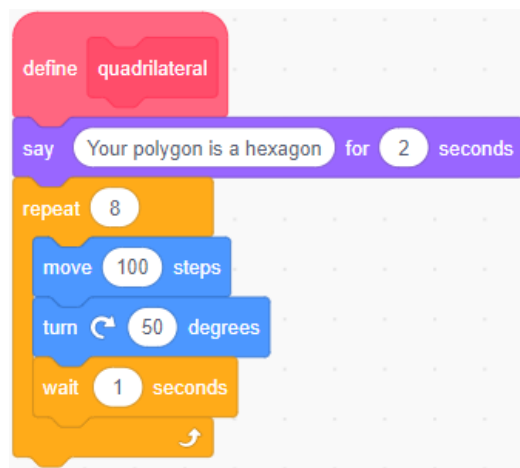 define quadrilateral
say Your polygon is a hexagon for 2 seconds
repeat 8
move 100 steps
turn 50 degrees
wait 1 seconds